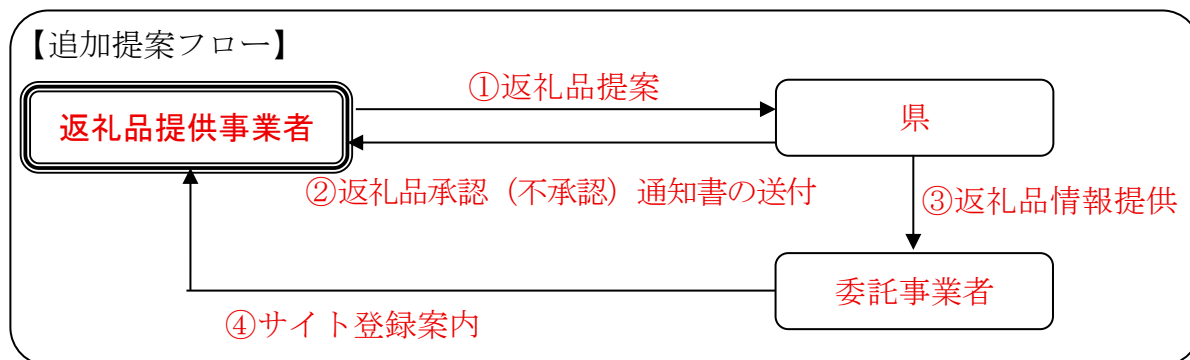 【追加提案フロー】
①返礼品提案
返礼品提供事業者
県
②返礼品承認（不承認）通知書の送付
③返礼品情報提供
委託事業者
④サイト登録案内